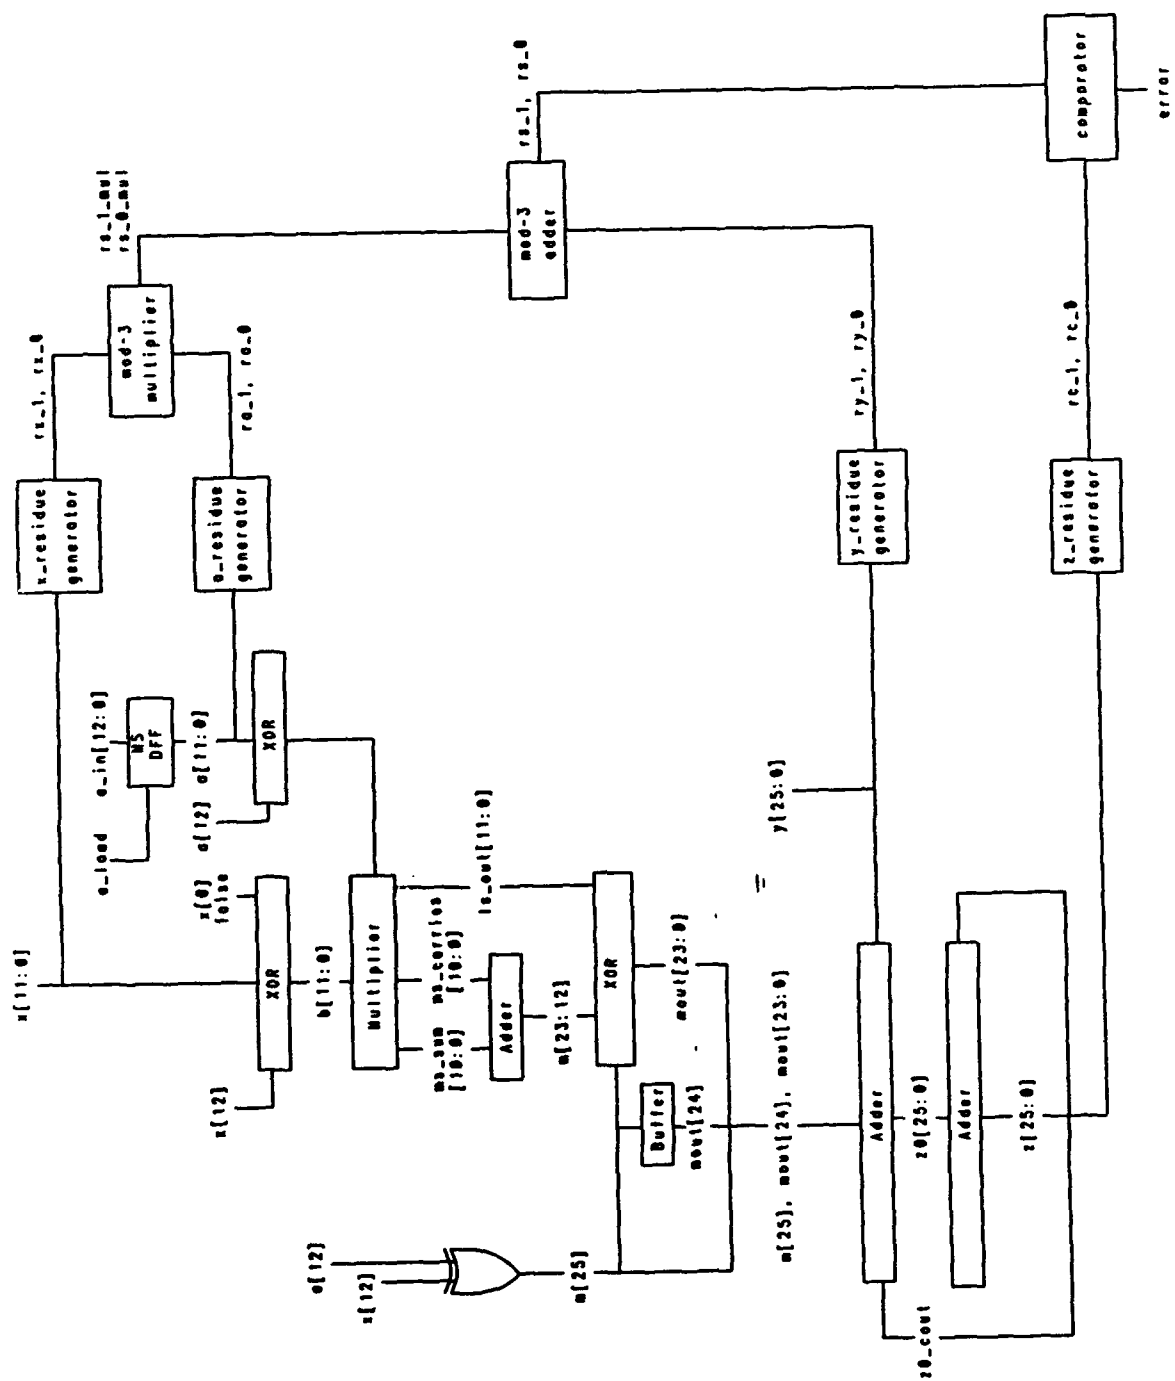 x[11:0]
x_residue
generator
rx_1, rx_0
mod-3
multiplier
rs_1_mul
rs_0_mul
a_load
a_in[12:0]
MS
DFF
a[11:0]
a[12]
XOR
a_residue
generator
ra_1, ra_0
x[12]
x[0]
false
XOR
b[11:0]
Multiplier
ms_sum
[10:0]
ms_carries
[10:0]
ls_out[11:0]
Adder
m[23:12]
XOR
mout[23:0]
Buffer
mout[24]
a[12]
x[12]
m[25]
m[25], mout[24], mout[23:0]
y[25:0]
mod-3
adder
rs_1, rs_0
Adder
z0[25:0]
Adder
z[25:0]
z0_cout
y_residue
generator
ry_1, ry_0
z_residue
generator
rc_1, rc_0
comparator
error